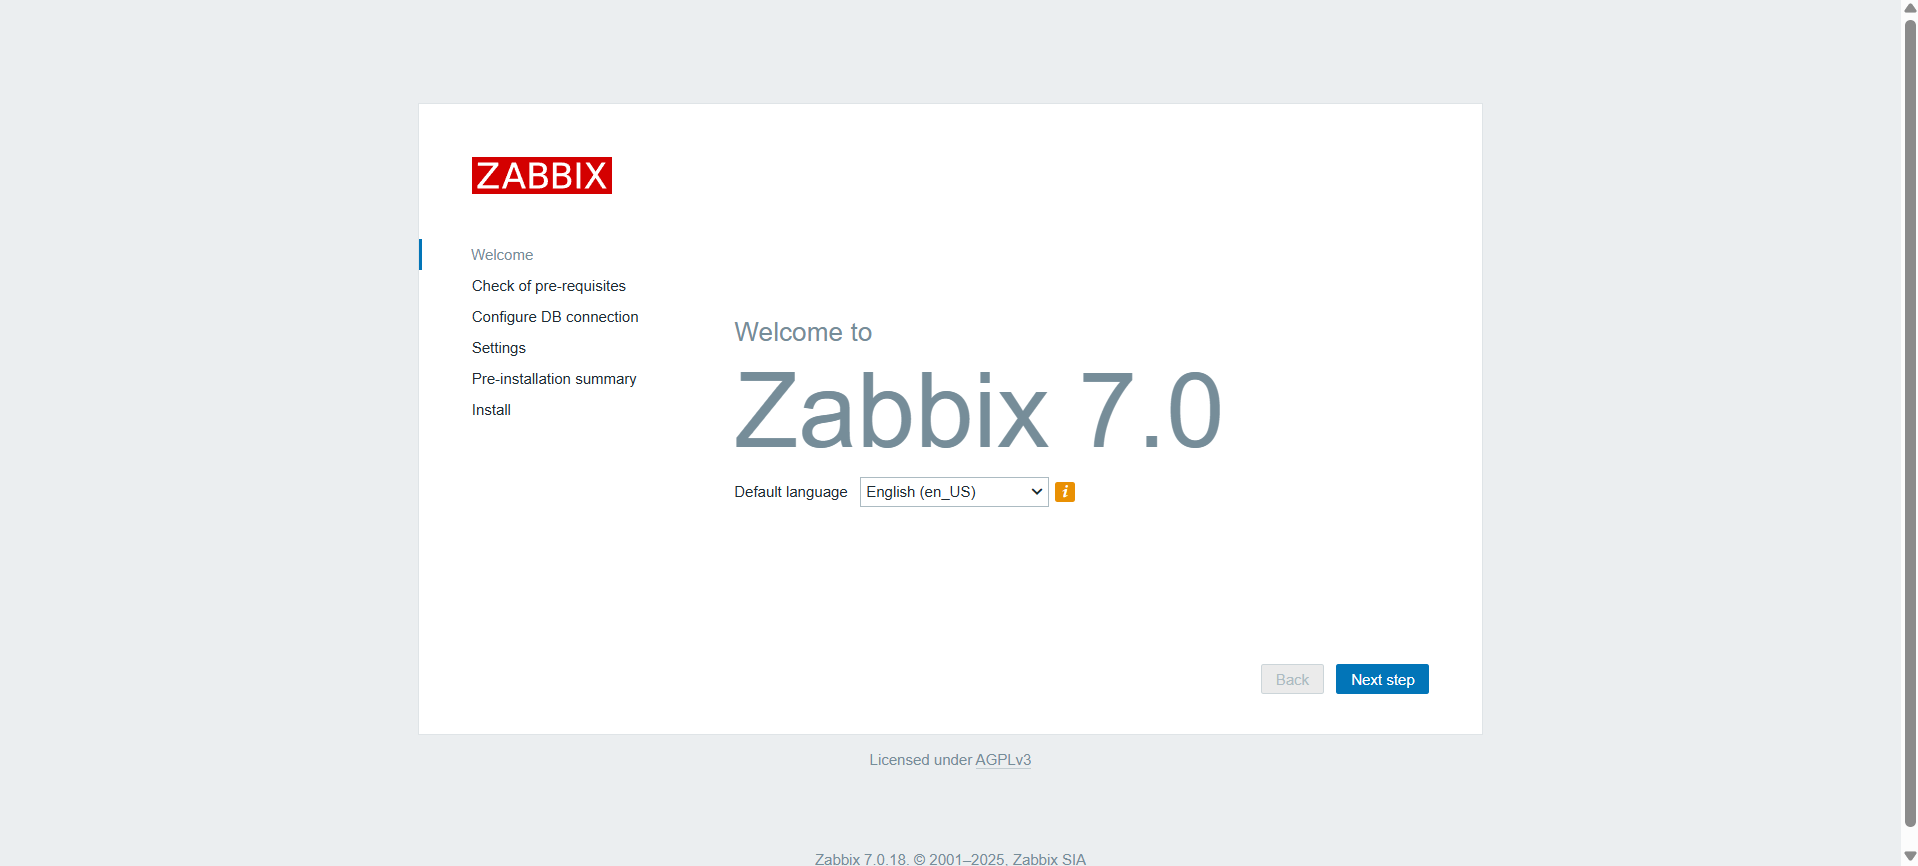 ZABBIX
Welcome
Check of pre-requisites
Configure DB connection
Settings
Pre-installation summary
Install
Welcome to
Zabbix 7.0
Default language English (en_US) i
Back Next step
Licensed under AGPLv3
Zabbix 7.0.18. © 2001–2025, Zabbix SIA